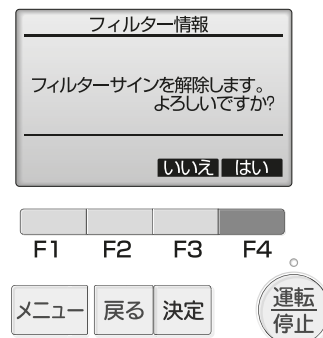 フィルター情報
フィルターサインを解除します。
よろしいですか?
いいえ はい
F1 F2 F3 F4
メニュー 戻る 決定 運転
停止